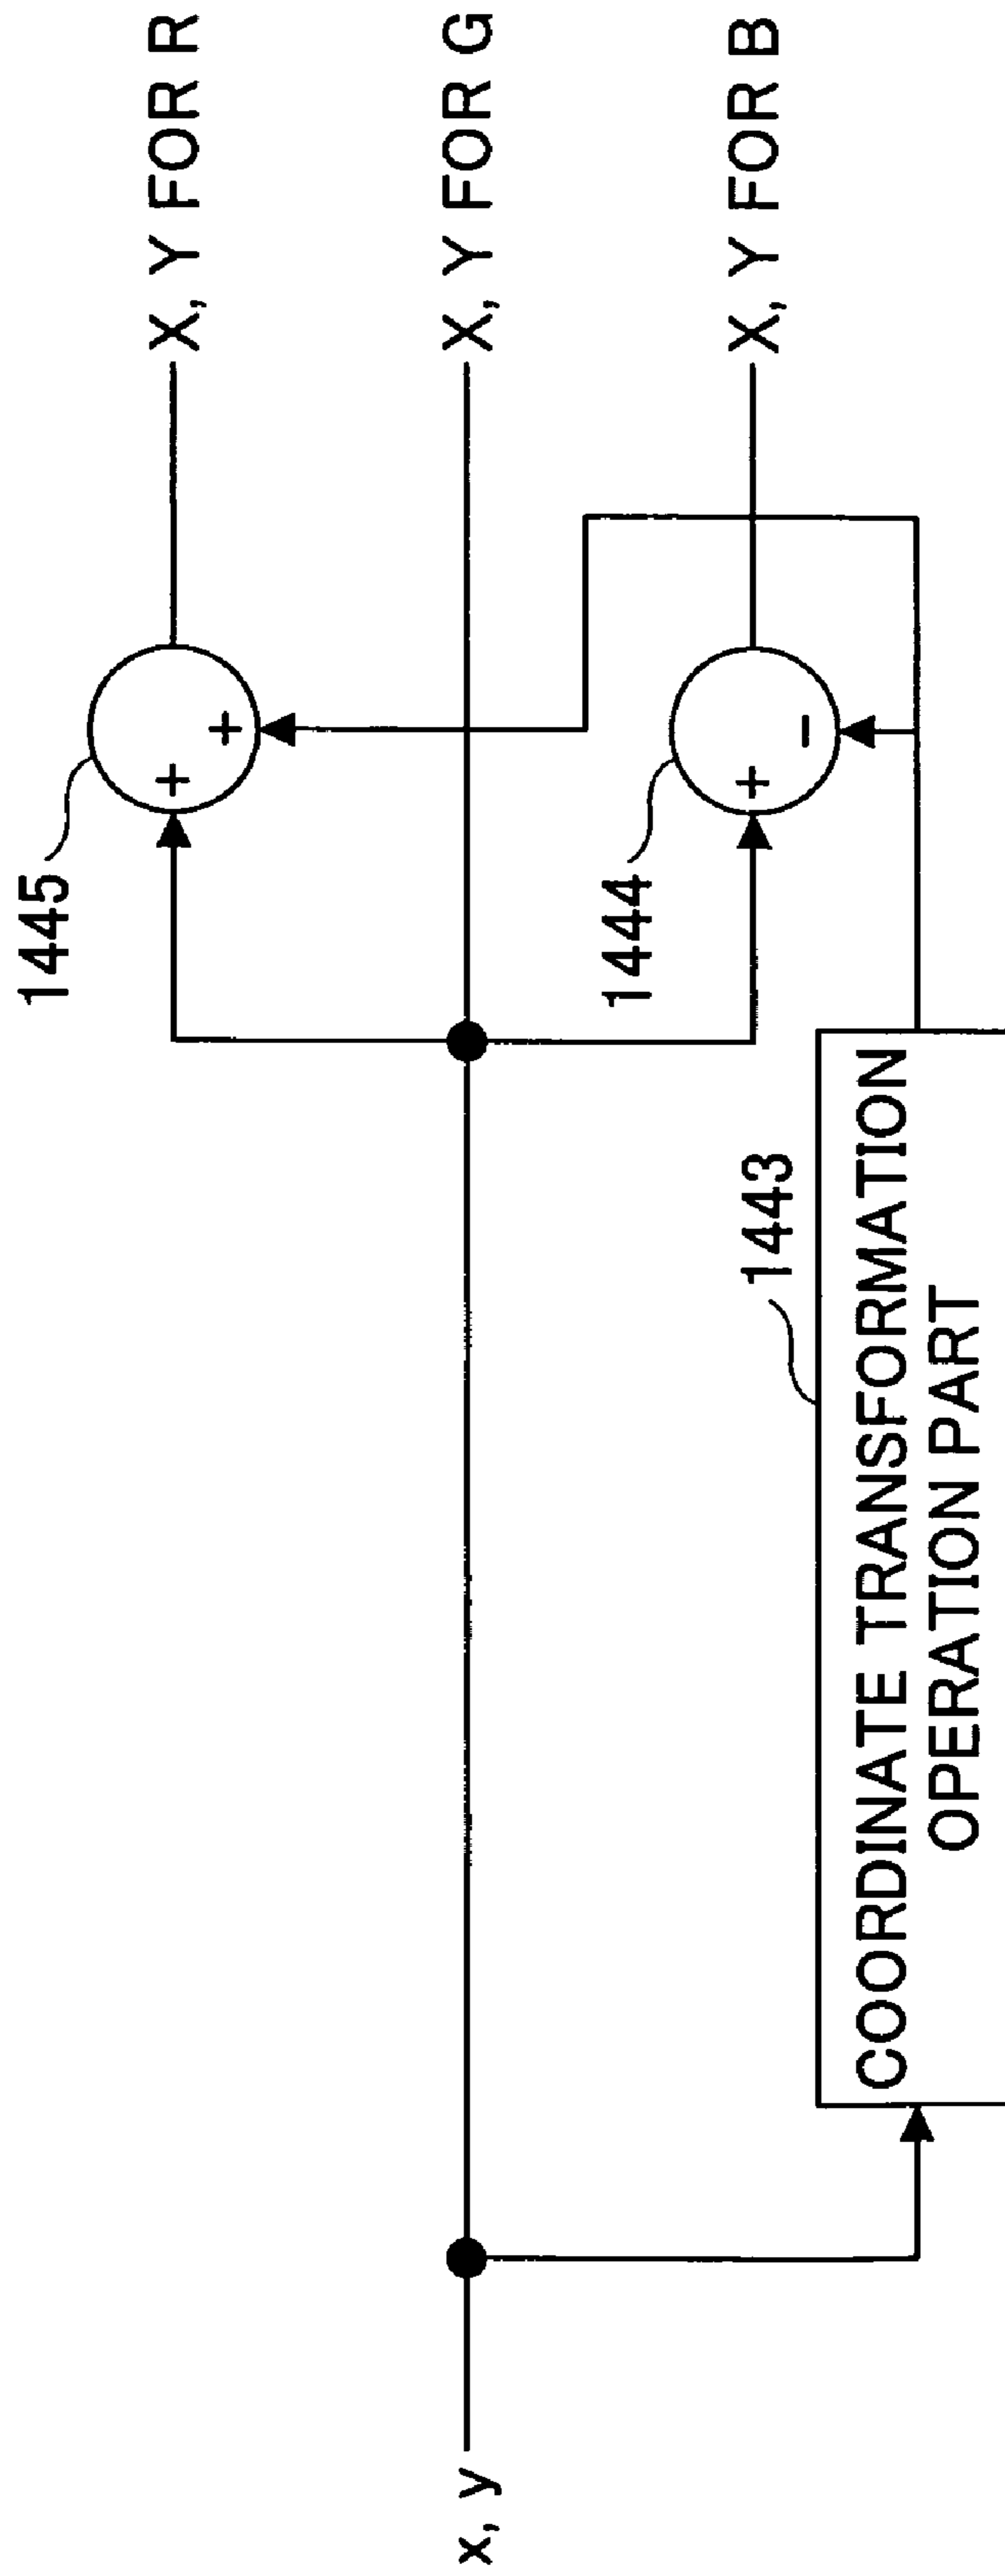 X, Y FOR R
X, Y FOR G
X, Y FOR B
1445
+
+
1444
+
-
1443
COORDINATE TRANSFORMATION
OPERATION PART
x, y